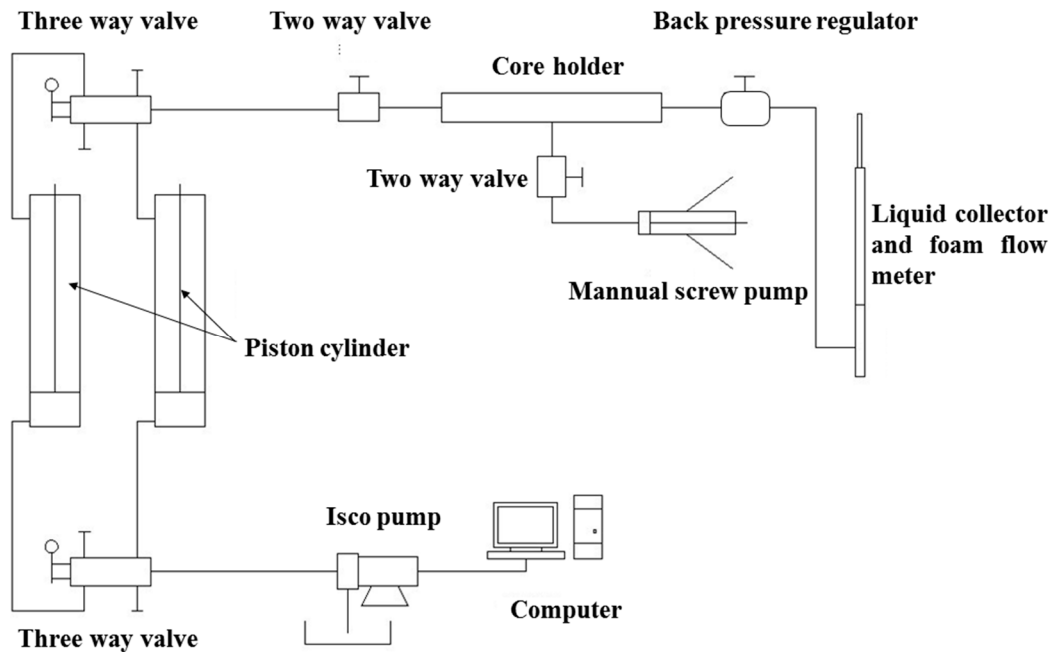 Three way valve
Two way valve
Back pressure regulator
Core holder
Two way valve
Liquid collector
and foam flow
meter
Mannual screw pump
Piston cylinder
Isco pump
Computer
Three way valve